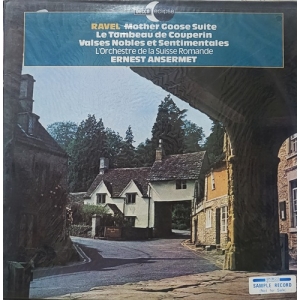 eclipse
RAVEL Mother Goose Suite
Le Tombeau de Couperin
Valses Nobles et Sentimentales
L'Orchestre de la Suisse Romande
ERNEST ANSERMET
SAMPLE RECORD